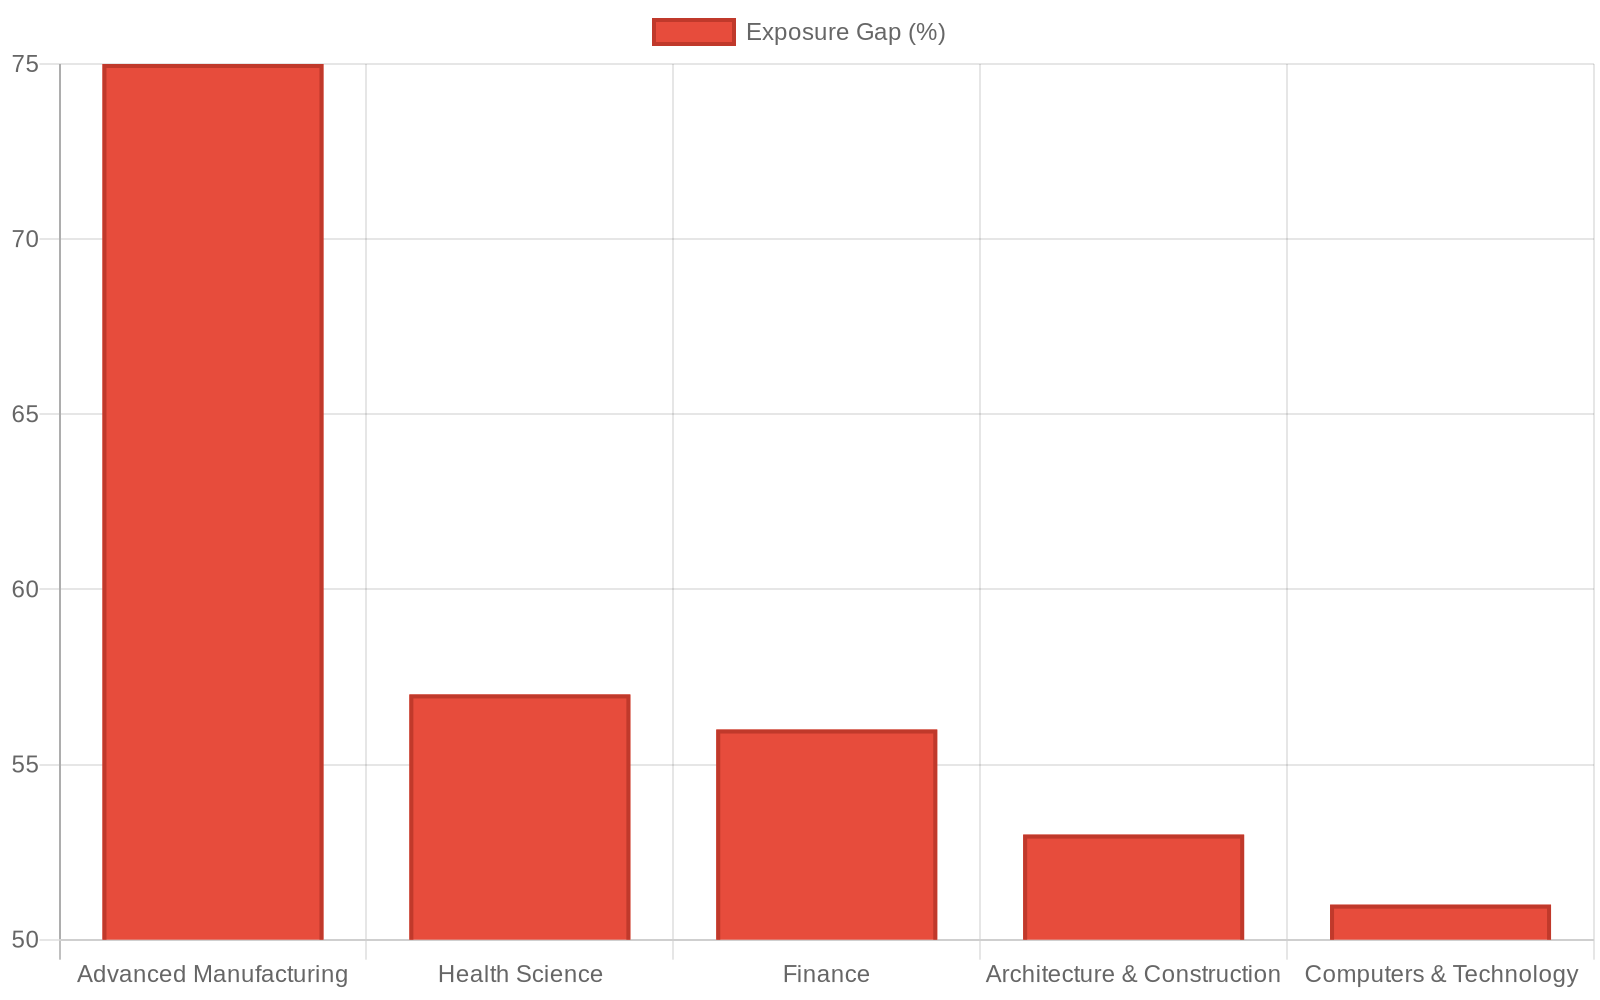 Exposure Gap (%)
75
70
65
60
55
50
Advanced Manufacturing
Health Science
Finance
Architecture & Construction
Computers & Technology